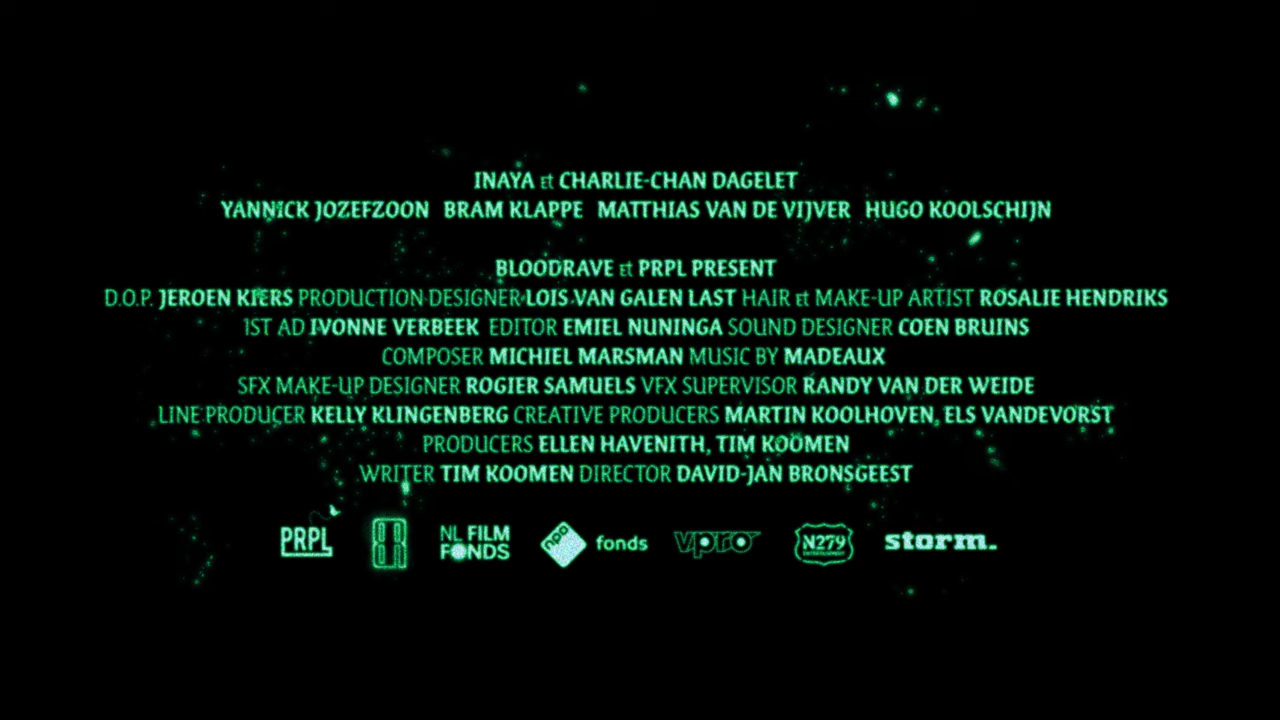 INAYA et CHARLIE-CHAN DAGELET
YANNICK JOZEFZOON BRAM KLAPPE MATTHIAS VAN DE VIJVER HUGO KOOLSCHIJN
BLOODRAVE et PRPL PRESENT
D.O.P. JEROEN KIERS PRODUCTION DESIGNER LOIS VAN GALEN LAST HAIR et MAKE-UP ARTIST ROSALIE HENDRIKS
1ST AD IVONNE VERBEEK EDITOR EMIEL NUNINGA SOUND DESIGNER COEN BRUINS
COMPOSER MICHIEL MARSMAN MUSIC BY MADEAUX
SFX MAKE-UP DESIGNER ROGIER SAMUELS VFX SUPERVISOR RANDY VAN DER WEIDE
LINE PRODUCER KELLY KLINGENBERG CREATIVE PRODUCERS MARTIN KOOLHOVEN, ELS VANDEVORST
PRODUCERS ELLEN HAVENITH, TIM KOOMEN
WRITER TIM KOOMEN DIRECTOR DAVID-JAN BRONSGEEST
PRPL BR NL FILM FONDS npo fonds vpro N279 ENTERTAINMENT storm.